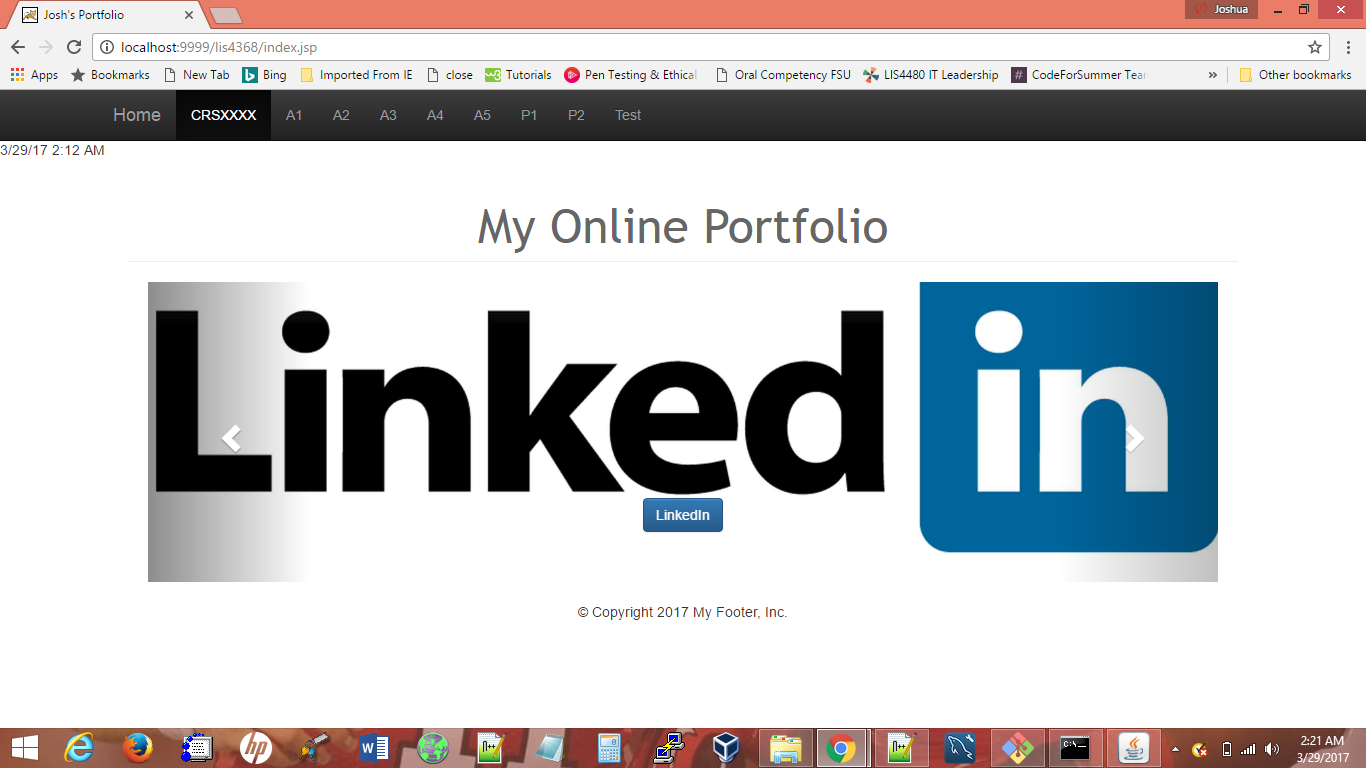 Josh's Portfolio
Joshua
localhost:9999/lis4368/index.jsp
Apps Bookmarks New Tab Bing Imported From IE close w3 Tutorials Pen Testing & Ethical Oral Competency FSU LIS4480 IT Leadership # CodeForSummer Tear » Other bookmarks
Home CRSXXXX A1 A2 A3 A4 A5 P1 P2 Test
3/29/17 2:12 AM
My Online Portfolio
Linked in
LinkedIn
© Copyright 2017 My Footer, Inc.
2:21 AM
3/29/2017